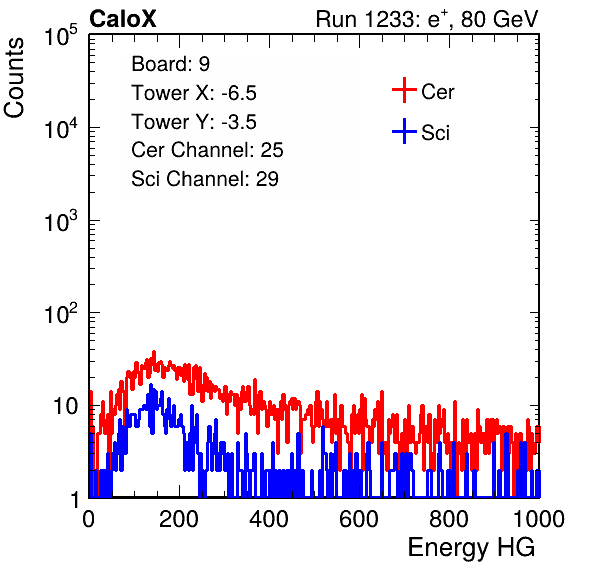 CaloX Run 1233: e⁺, 80 GeV
Counts
10⁵
10⁴
10³
10²
10
1
Board: 9
Tower X: -6.5
Tower Y: -3.5
Cer Channel: 25
Sci Channel: 29
Cer
Sci
0 200 400 600 800 1000
Energy HG